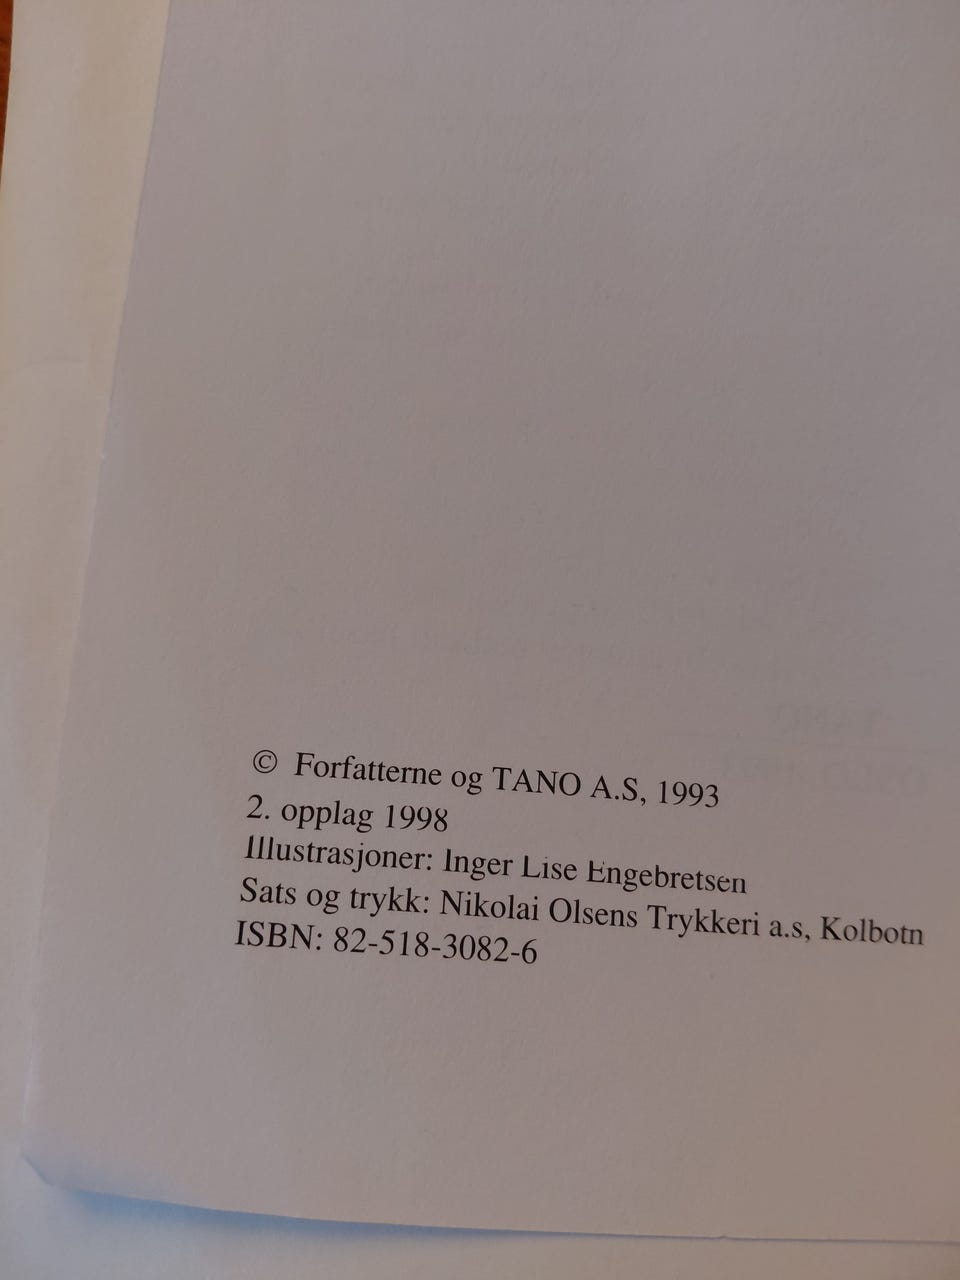 © Forfatterne og TANO A.S, 1993
2. opplag 1998
Illustrasjoner: Inger Lise Engebretsen
Sats og trykk: Nikolai Olsens Trykkeri a.s, Kolbotn
ISBN: 82-518-3082-6